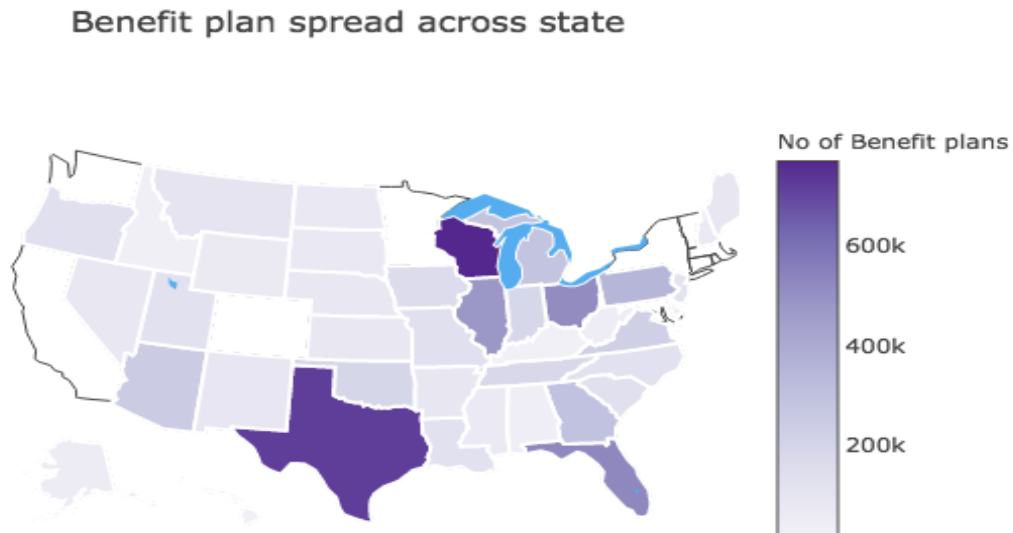 Benefit plan spread across state
No of Benefit plans
600k
400k
200k